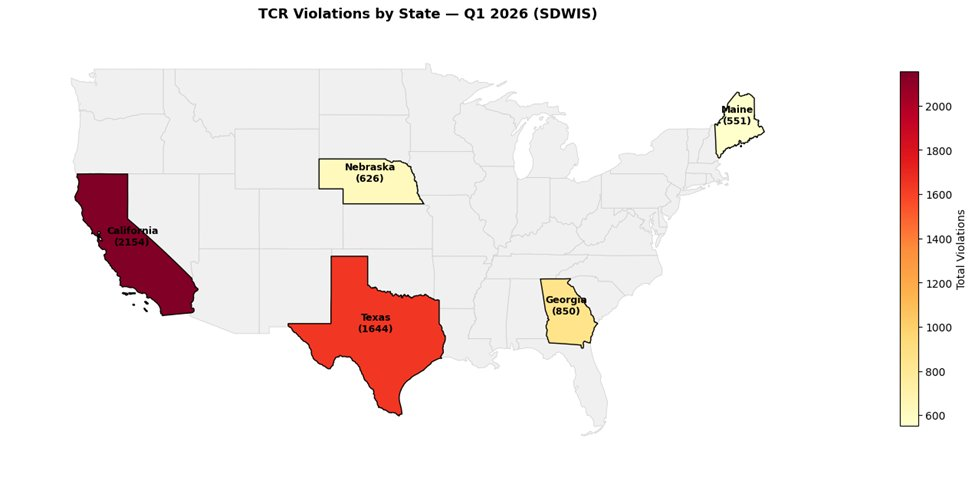 TCR Violations by State — Q1 2026 (SDWIS)
Maine
(551)
Nebraska
(626)
California
(2154)
Georgia
(850)
Texas
(1644)
2000
1800
1600
1400
1200
1000
800
600
Total Violations